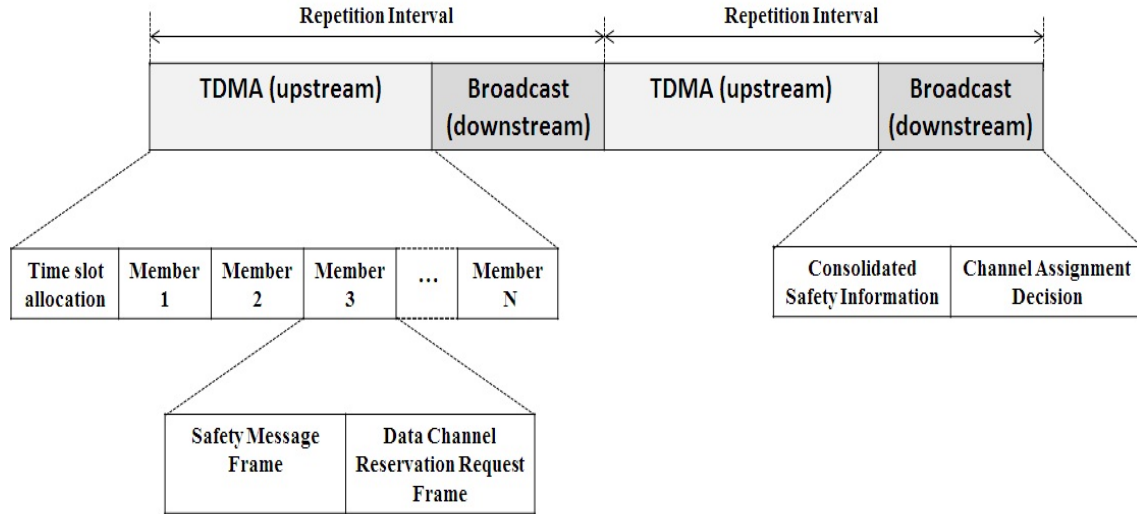 Repetition Interval
Repetition Interval
TDMA (upstream)
Broadcast
(downstream)
TDMA (upstream)
Broadcast
(downstream)
Time slot
allocation
Member
1
Member
2
Member
3
...
Member
N
Consolidated
Safety Information
Channel Assignment
Decision
Safety Message
Frame
Data Channel
Reservation Request
Frame